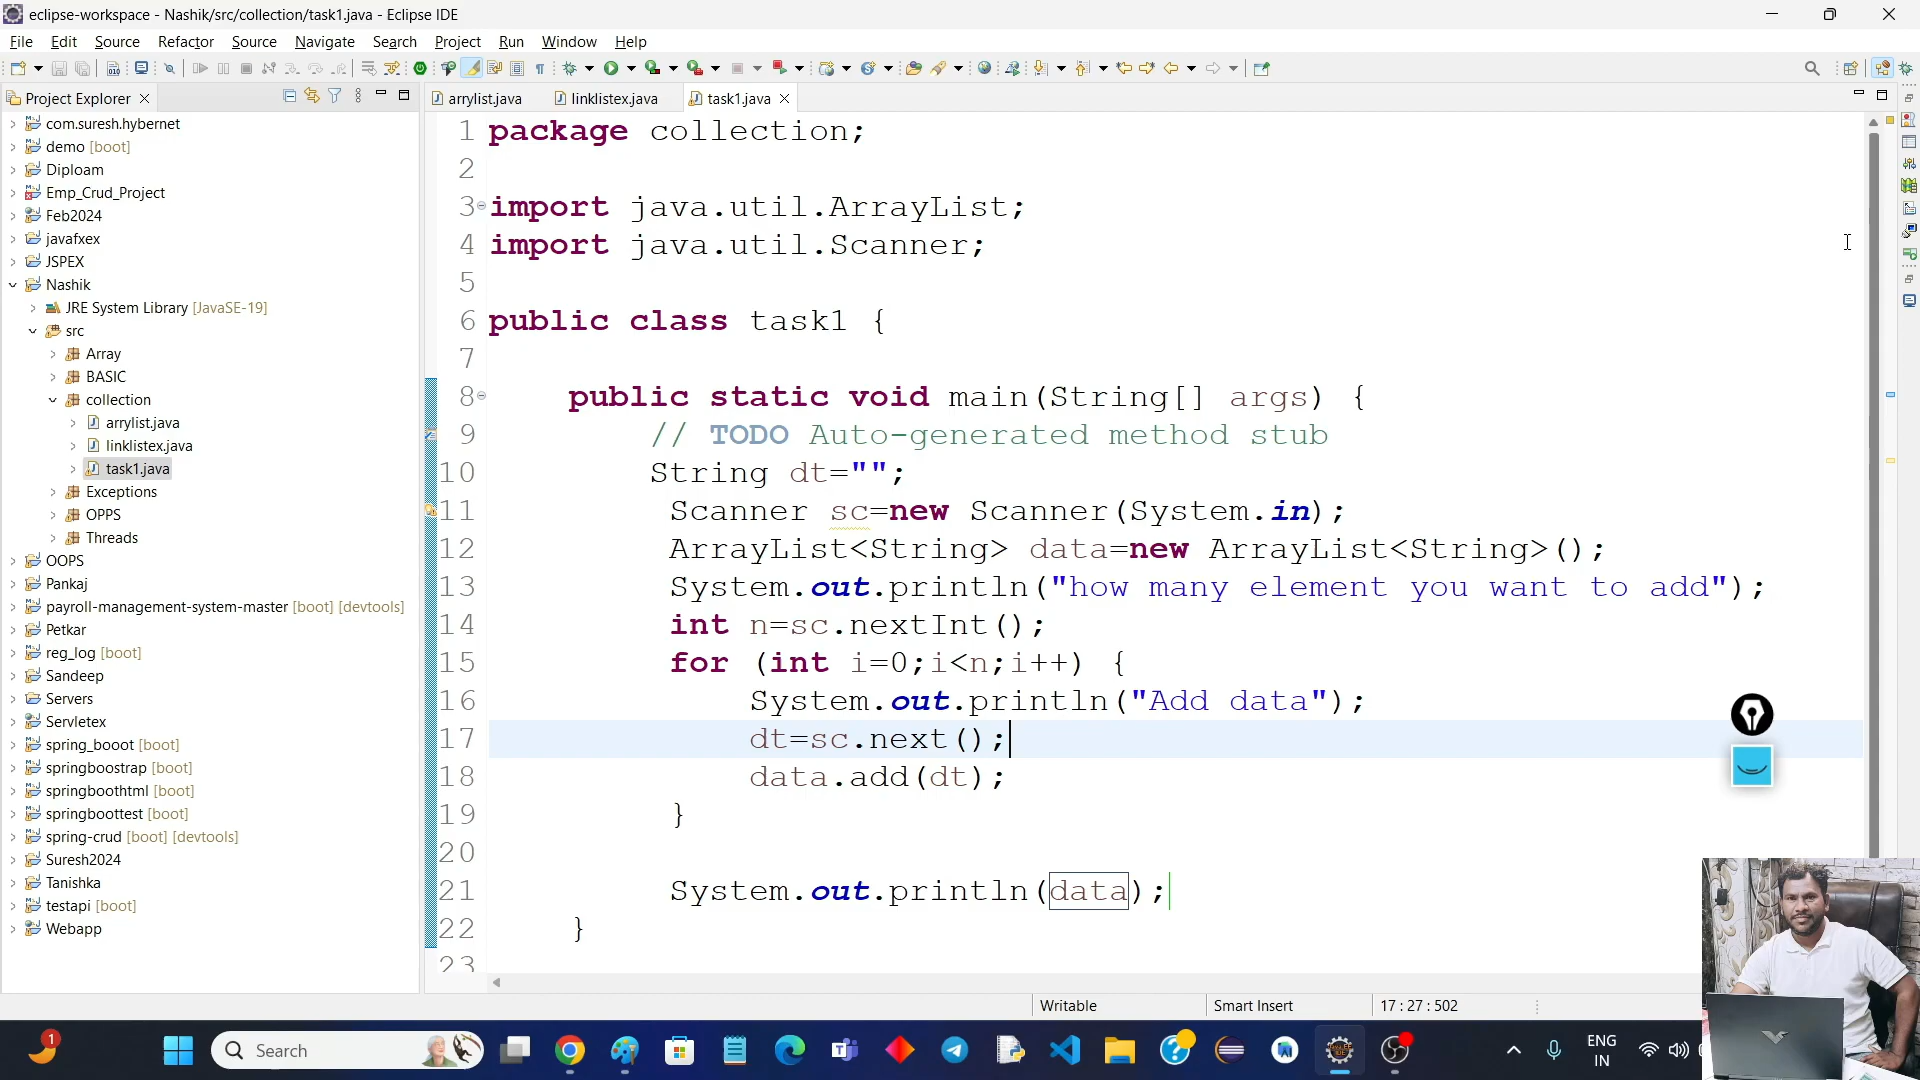 eclipse-workspace - Nashik/src/collection/task1.java - Eclipse IDE
File Edit Source Refactor Source Navigate Search Project Run Window Help
Project Explorer
com.suresh.hybernet
demo [boot]
Diploam
Emp_Crud_Project
Feb2024
javafxex
JSPEX
Nashik
JRE System Library [JavaSE-19]
src
Array
BASIC
collection
arrylist.java
linklistex.java
task1.java
Exceptions
OPPS
Threads
OOPS
Pankaj
payroll-management-system-master [boot] [devtools]
Petkar
reg_log [boot]
Sandeep
Servers
Servletex
spring_booot [boot]
springboostrap [boot]
springboothtml [boot]
springboottest [boot]
spring-crud [boot] [devtools]
Suresh2024
Tanishka
testapi [boot]
Webapp
arrylist.java linklistex.java task1.java
1 package collection;
2
3 import java.util.ArrayList;
4 import java.util.Scanner;
5
6 public class task1 {
7
8 public static void main(String[] args) {
9 // TODO Auto-generated method stub
10 String dt="";
11 Scanner sc=new Scanner(System.in);
12 ArrayList<String> data=new ArrayList<String>();
13 System.out.println("how many element you want to add");
14 int n=sc.nextInt();
15 for (int i=0;i<n;i++) {
16 System.out.println("Add data");
17 dt=sc.next();
18 data.add(dt);
19 }
20
21 System.out.println(data);
22 }
23
Writable Smart Insert 17 : 27 : 502
1
Search
ENG
IN